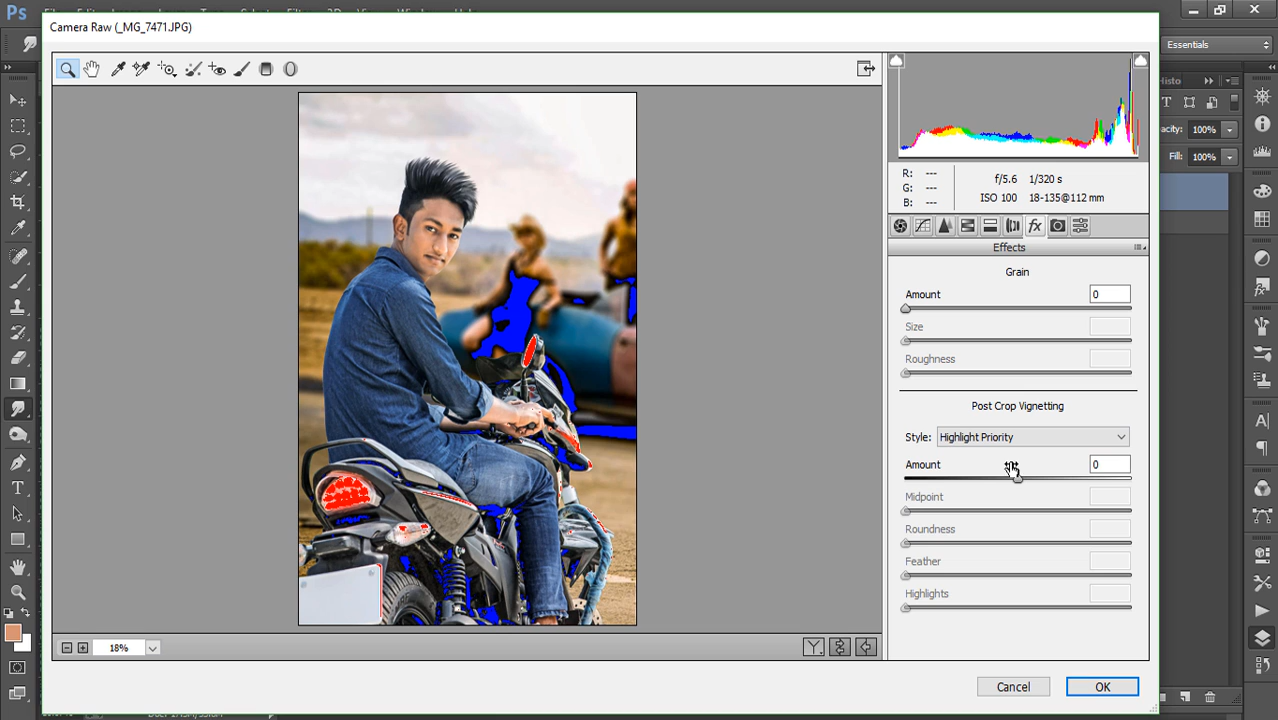 Ps
Camera Raw (_MG_7471.JPG)
Essentials
R: ---
G: ---
B: ---
f/5.6 1/320 s
ISO 100 18-135@112 mm
Histo
100%
Fill: 100%
fx
Effects
Grain
Amount 0
Size
Roughness
Post Crop Vignetting
Style: Highlight Priority
Amount 0
Midpoint
Roundness
Feather
Highlights
18%
Cancel
OK